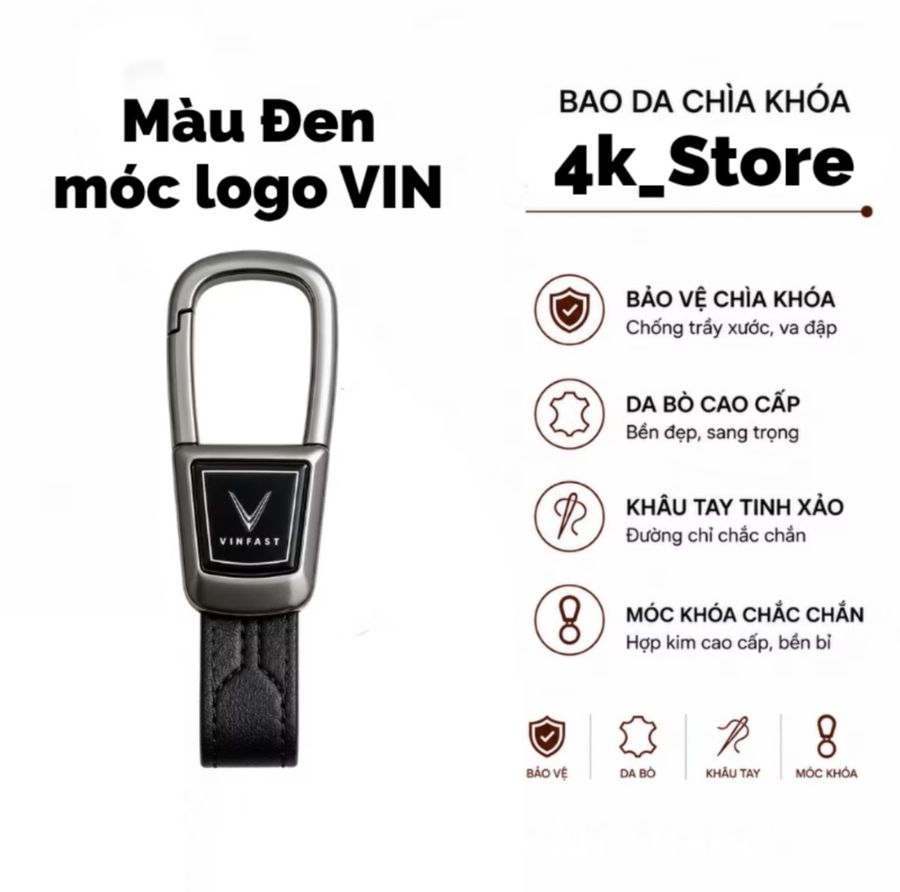 Màu Đen
móc logo VIN
VINFAST
BAO DA CHÌA KHÓA
4k_Store
BẢO VỆ CHÌA KHÓA
Chống trầy xước, va đập
DA BÒ CAO CẤP
Bền đẹp, sang trọng
KHÂU TAY TINH XẢO
Đường chỉ chắc chắn
MÓC KHÓA CHẮC CHẮN
Hợp kim cao cấp, bền bỉ
BẢO VỆ
DA BÒ
KHÂU TAY
MÓC KHÓA